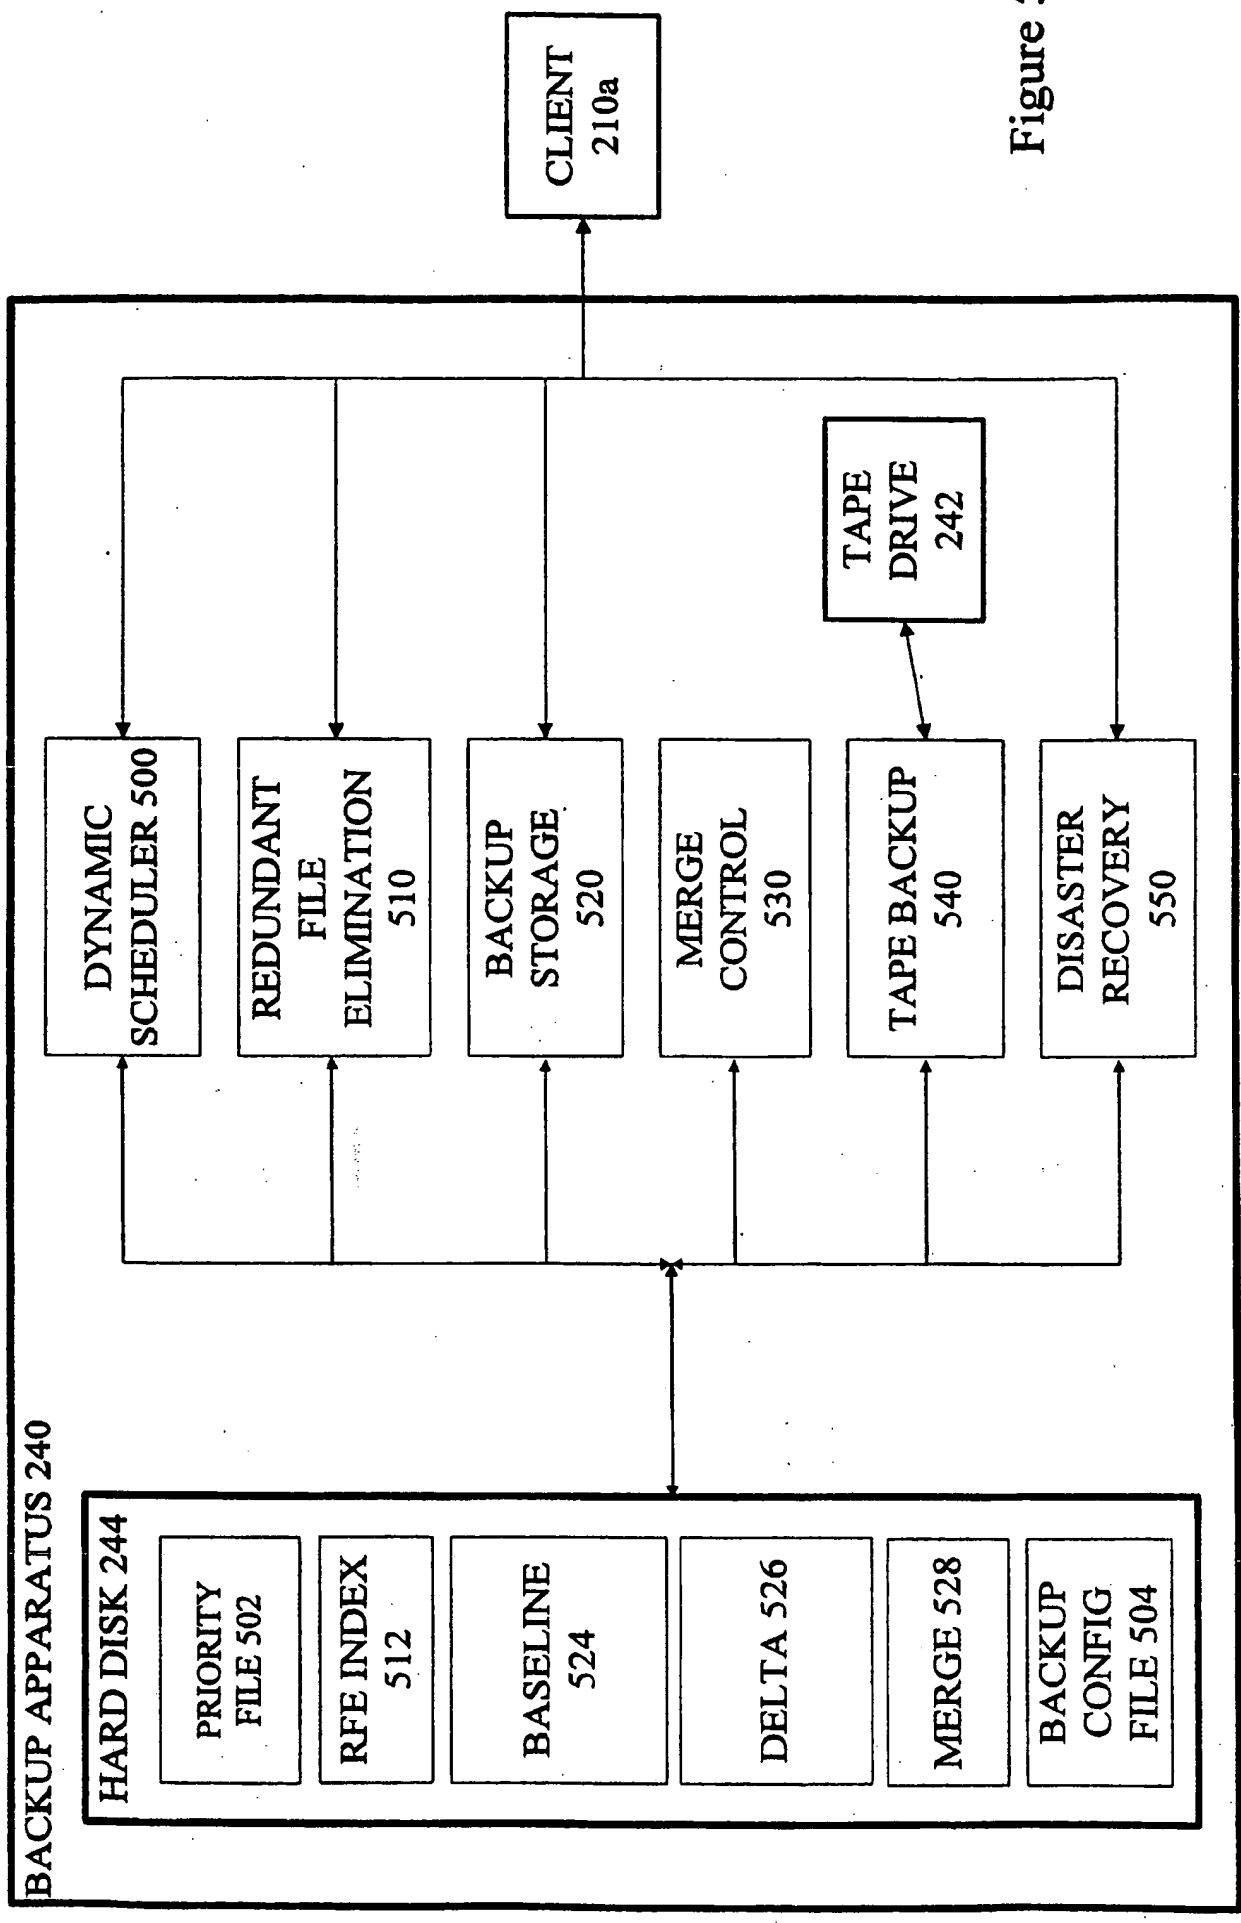 BACKUP APPARATUS 240
HARD DISK 244
PRIORITY
FILE 502
RFE INDEX
512
BASELINE
524
DELTA 526
MERGE 528
BACKUP
CONFIG
FILE 504
DYNAMIC
SCHEDULER 500
REDUNDANT
FILE
ELIMINATION
510
BACKUP
STORAGE
520
MERGE
CONTROL
530
TAPE BACKUP
540
DISASTER
RECOVERY
550
TAPE
DRIVE
242
CLIENT
210a
Figure